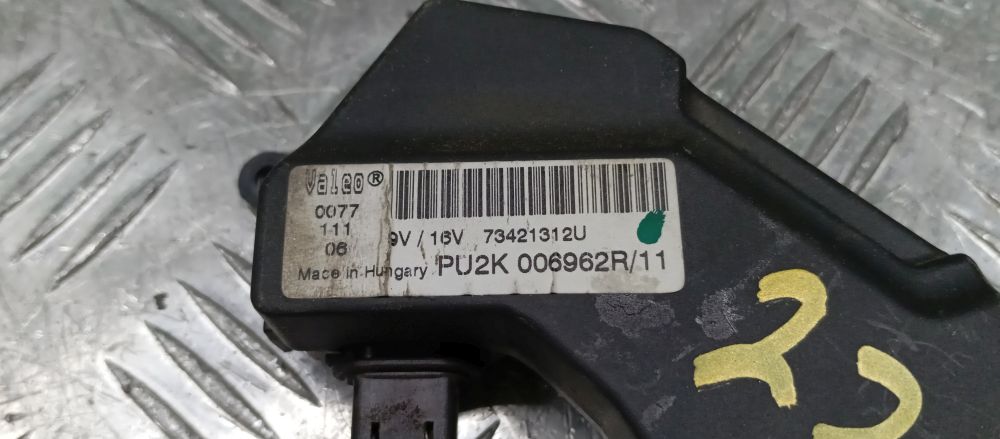 Valeo®
0077
111
06
9V / 16V 73421312U
Made in Hungary PU2K 006962R/11